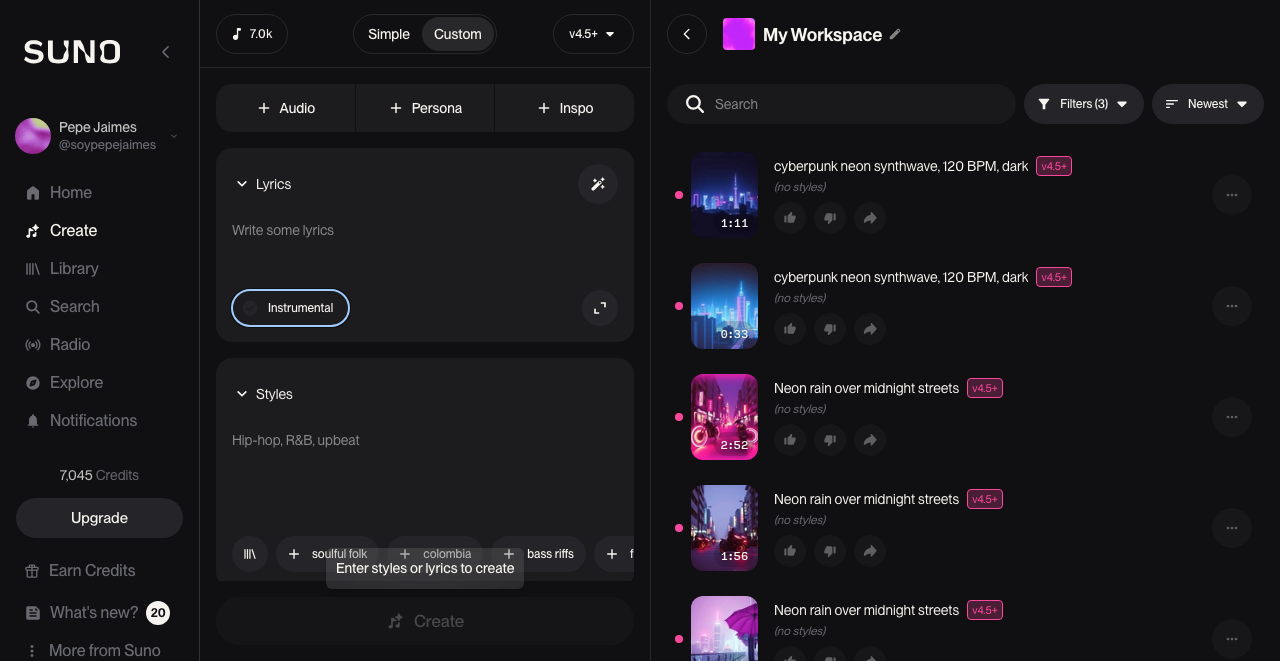 SUNO
Pepe Jaimes
@soypepejaimes
Home
Create
Library
Search
Radio
Explore
Notifications
7,045 Credits
Upgrade
Earn Credits
What's new? 20
More from Suno
7.0k
Simple
Custom
v4.5+
Audio
Persona
Inspo
Lyrics
Write some lyrics
Instrumental
Styles
Hip-hop, R&B, upbeat
soulful folk
colombia
bass riffs
f
Enter styles or lyrics to create
Create
My Workspace
Search
Filters (3)
Newest
cyberpunk neon synthwave, 120 BPM, dark v4.5+
(no styles)
1:11
cyberpunk neon synthwave, 120 BPM, dark v4.5+
(no styles)
0:33
Neon rain over midnight streets v4.5+
(no styles)
2:52
Neon rain over midnight streets v4.5+
(no styles)
1:56
Neon rain over midnight streets v4.5+
(no styles)